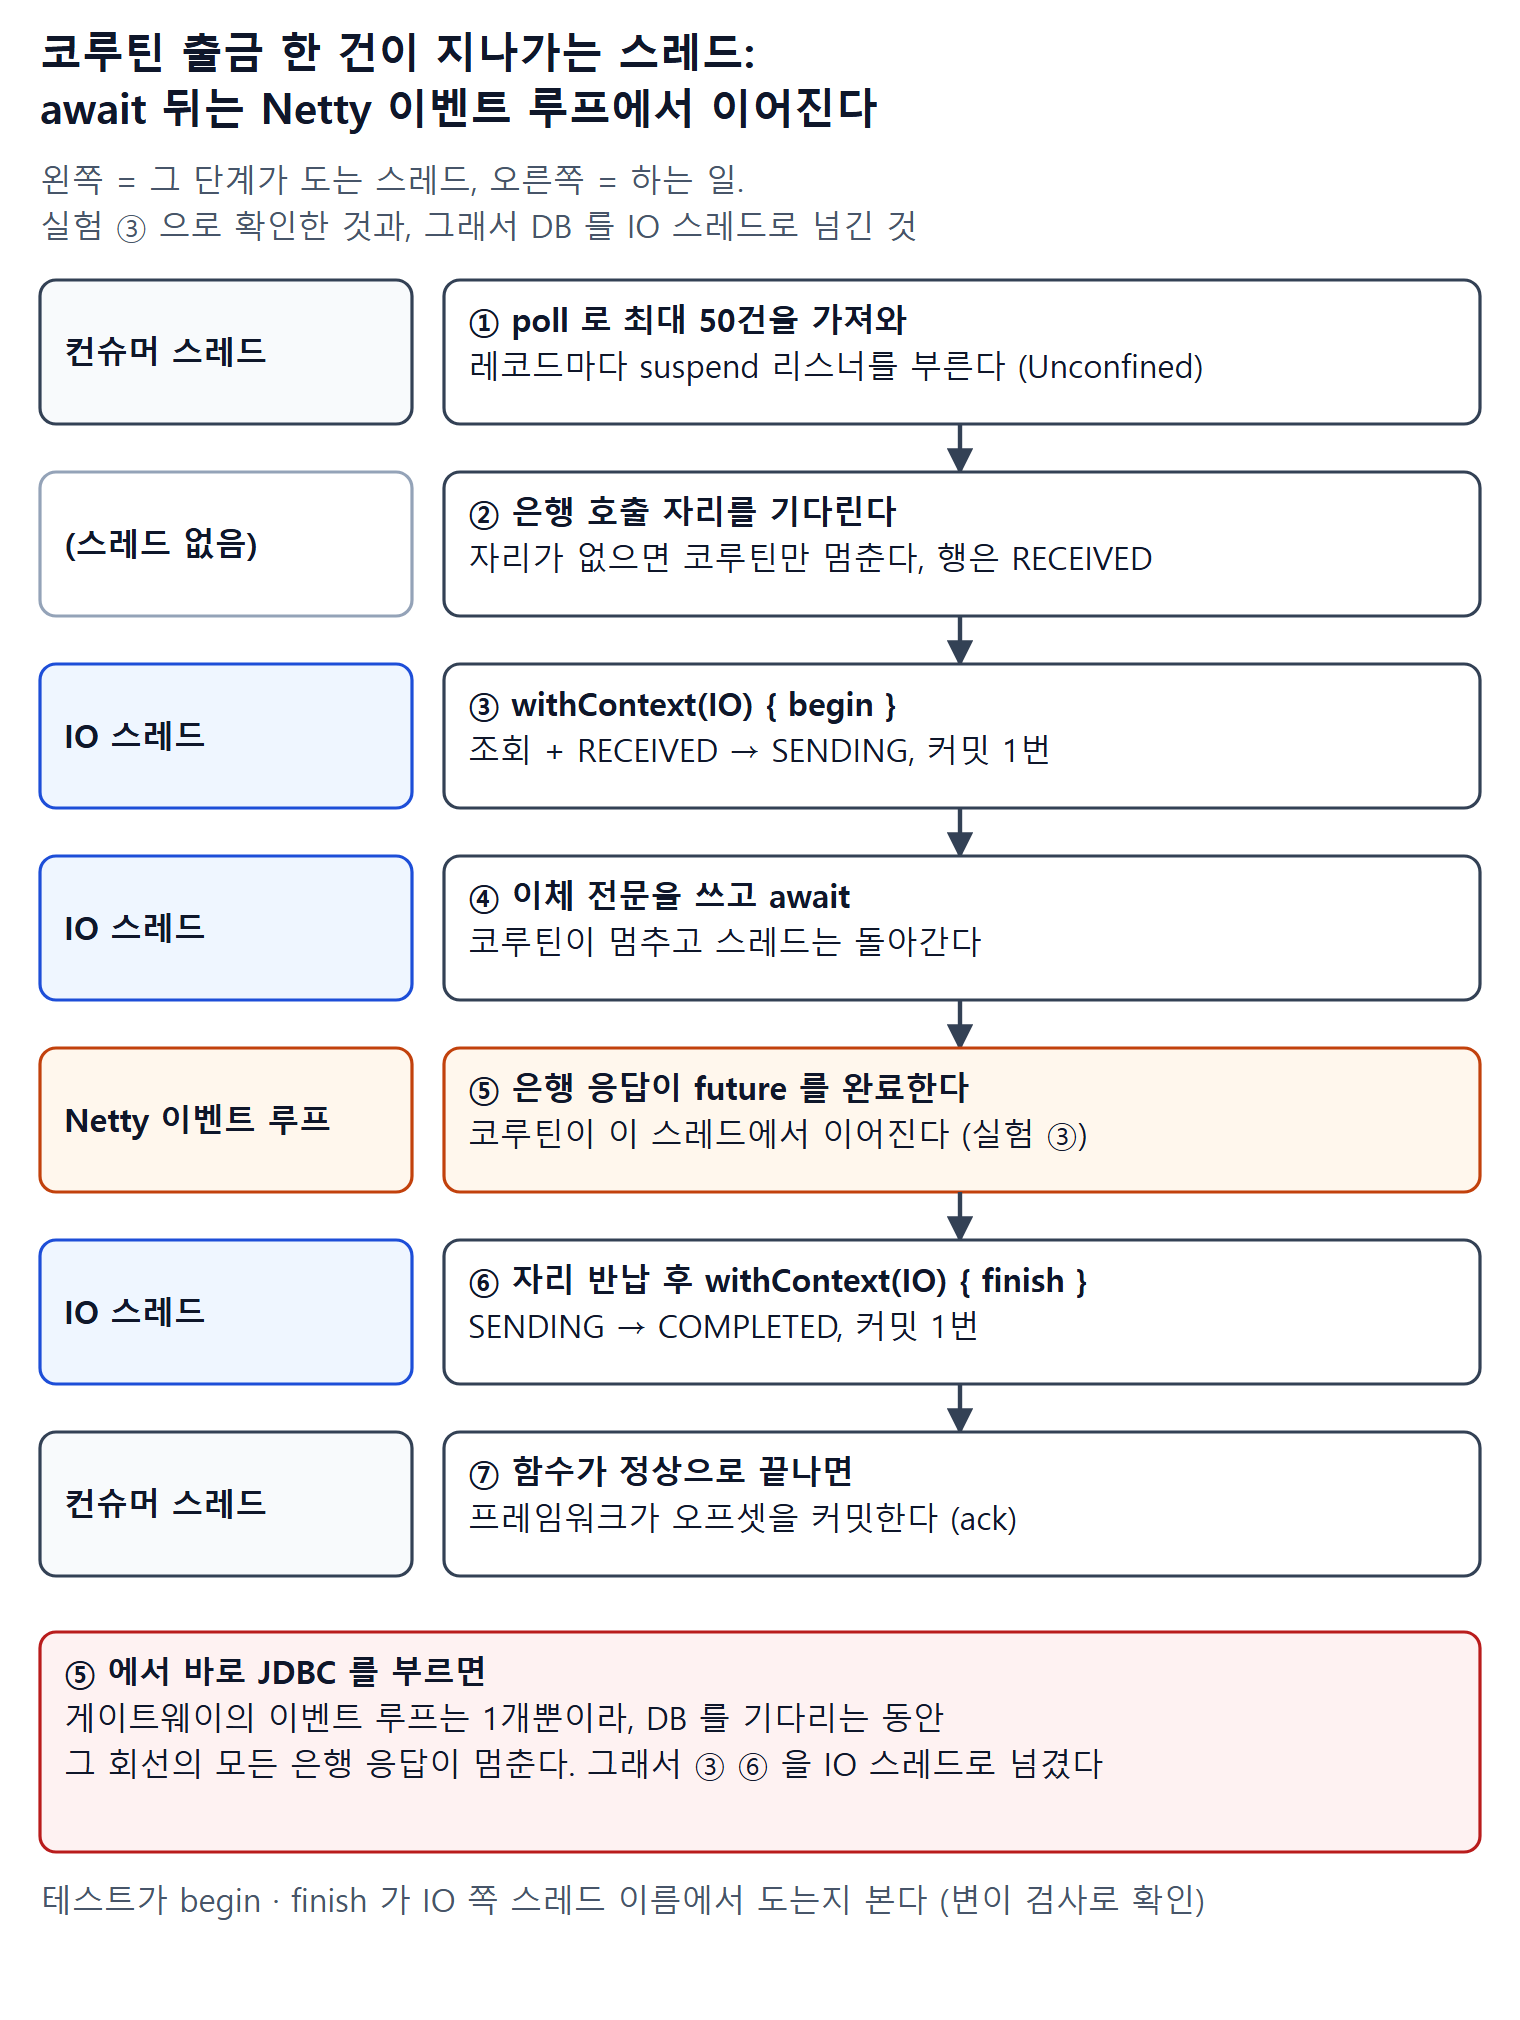 코루틴 출금 한 건이 지나가는 스레드:
await 뒤는 Netty 이벤트 루프에서 이어진다
왼쪽 = 그 단계가 도는 스레드, 오른쪽 = 하는 일.
실험 ③ 으로 확인한 것과, 그래서 DB 를 IO 스레드로 넘긴 것
컨슈머 스레드
① poll 로 최대 50건을 가져와
레코드마다 suspend 리스너를 부른다 (Unconfined)
(스레드 없음)
② 은행 호출 자리를 기다린다
자리가 없으면 코루틴만 멈춘다, 행은 RECEIVED
IO 스레드
③ withContext(IO) { begin }
조회 + RECEIVED → SENDING, 커밋 1번
IO 스레드
④ 이체 전문을 쓰고 await
코루틴이 멈추고 스레드는 돌아간다
Netty 이벤트 루프
⑤ 은행 응답이 future 를 완료한다
코루틴이 이 스레드에서 이어진다 (실험 ③)
IO 스레드
⑥ 자리 반납 후 withContext(IO) { finish }
SENDING → COMPLETED, 커밋 1번
컨슈머 스레드
⑦ 함수가 정상으로 끝나면
프레임워크가 오프셋을 커밋한다 (ack)
⑤ 에서 바로 JDBC 를 부르면
게이트웨이의 이벤트 루프는 1개뿐이라, DB 를 기다리는 동안
그 회선의 모든 은행 응답이 멈춘다. 그래서 ③ ⑥ 을 IO 스레드로 넘겼다
테스트가 begin · finish 가 IO 쪽 스레드 이름에서 도는지 본다 (변이 검사로 확인)